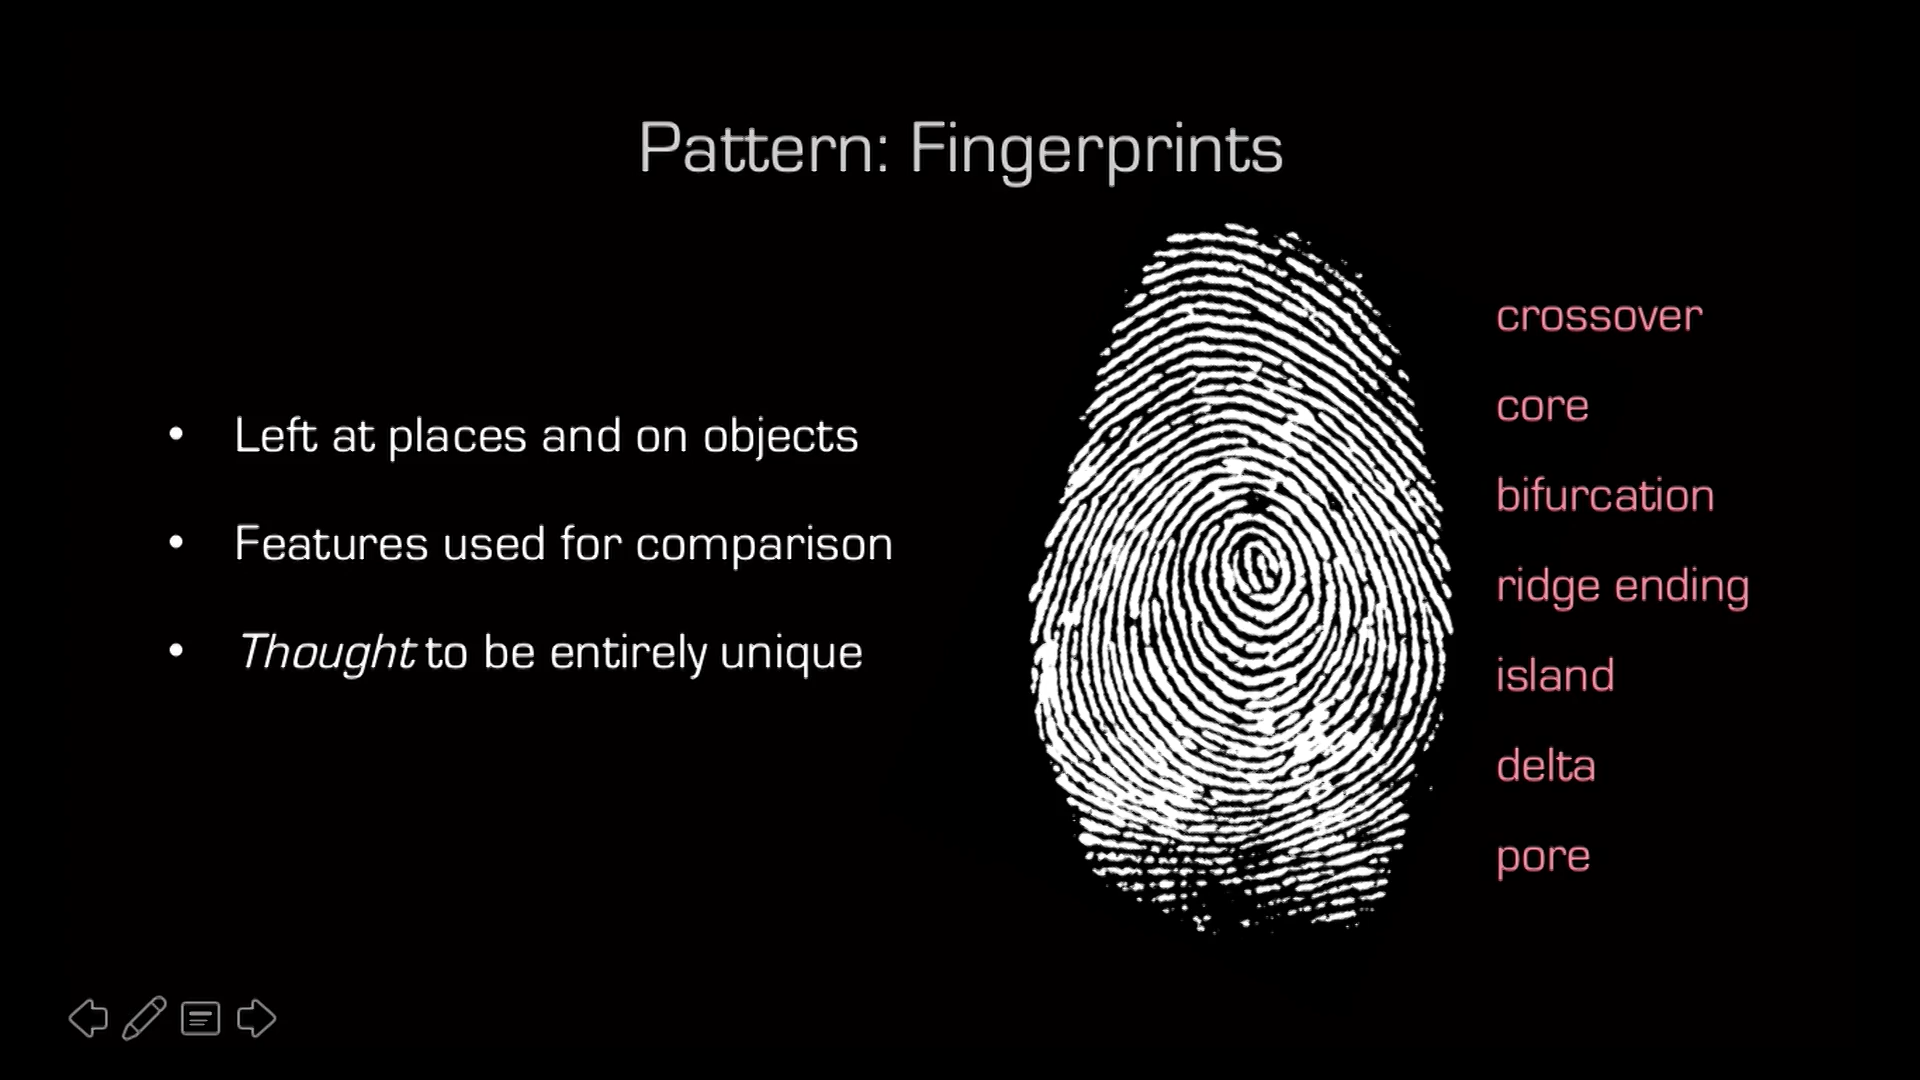 Pattern: Fingerprints
• Left at places and on objects
• Features used for comparison
• Thought to be entirely unique
crossover
core
bifurcation
ridge ending
island
delta
pore